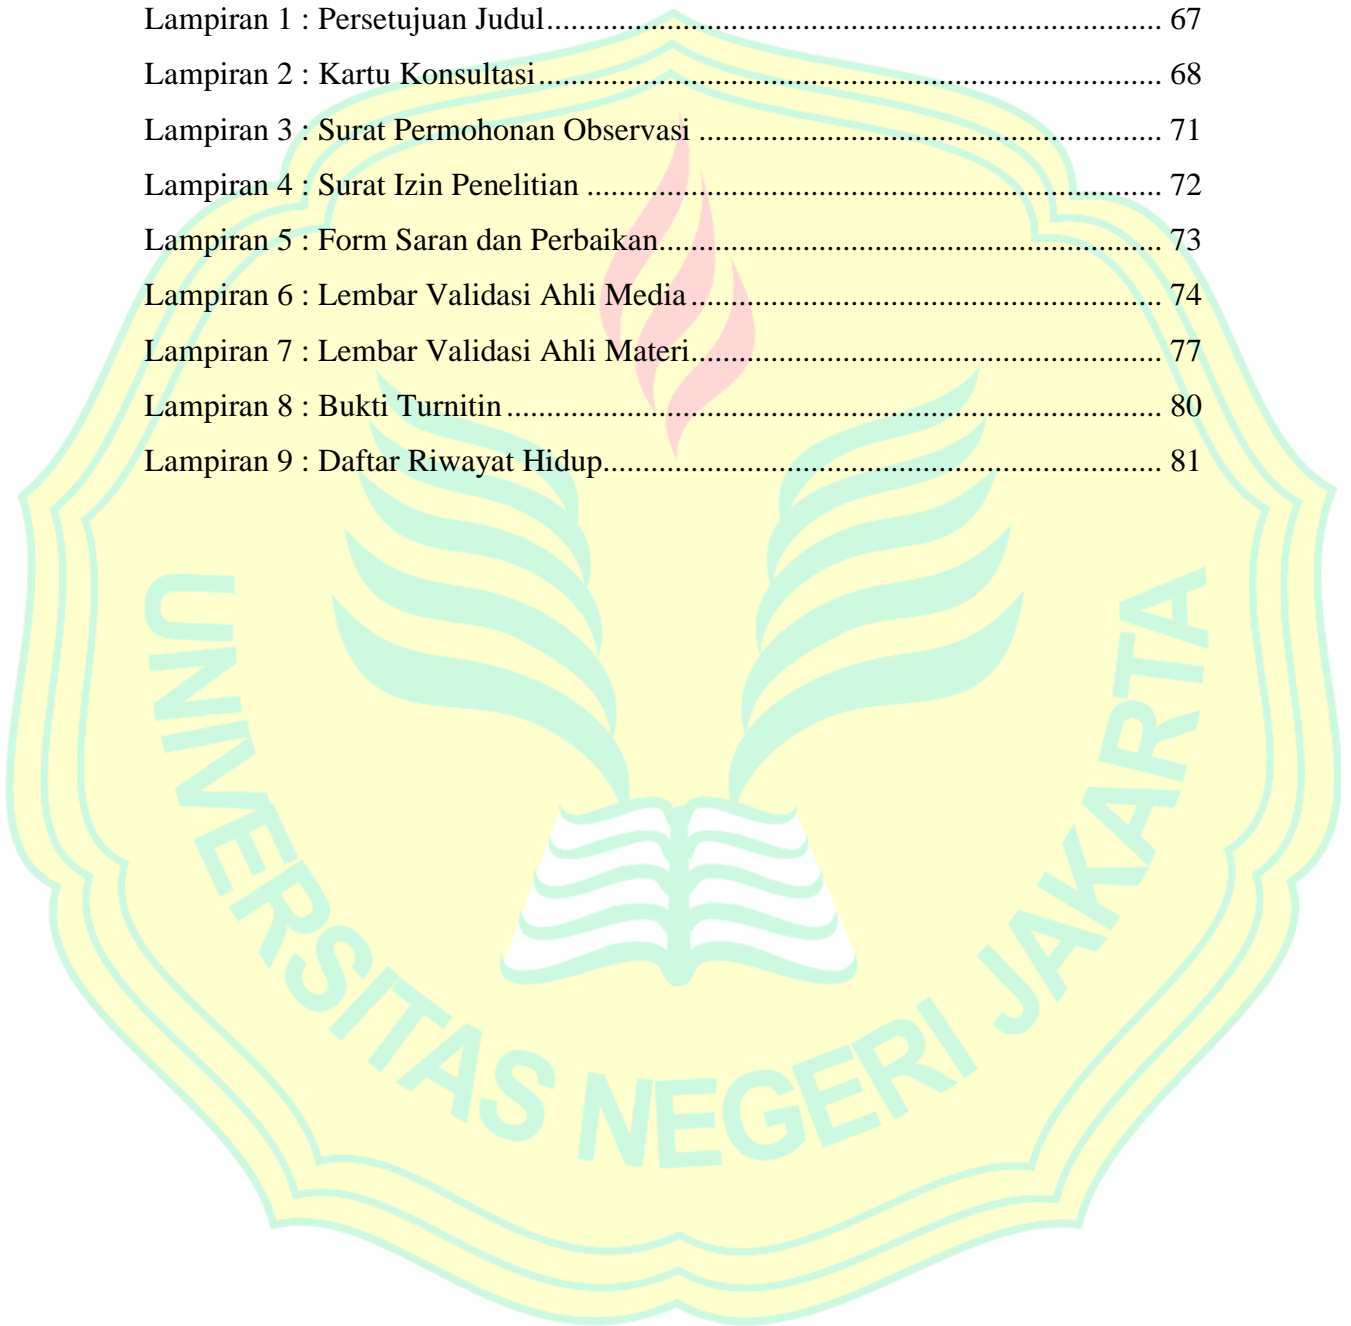 Lampiran 1 : Persetujuan Judul............................................................................ 67
Lampiran 2 : Kartu Konsultasi............................................................................. 68
Lampiran 3 : Surat Permohonan Observasi ......................................................... 71
Lampiran 4 : Surat Izin Penelitian ....................................................................... 72
Lampiran 5 : Form Saran dan Perbaikan.............................................................. 73
Lampiran 6 : Lembar Validasi Ahli Media .......................................................... 74
Lampiran 7 : Lembar Validasi Ahli Materi.......................................................... 77
Lampiran 8 : Bukti Turnitin ................................................................................. 80
Lampiran 9 : Daftar Riwayat Hidup..................................................................... 81
UNIVERSITAS NEGERI JAKARTA